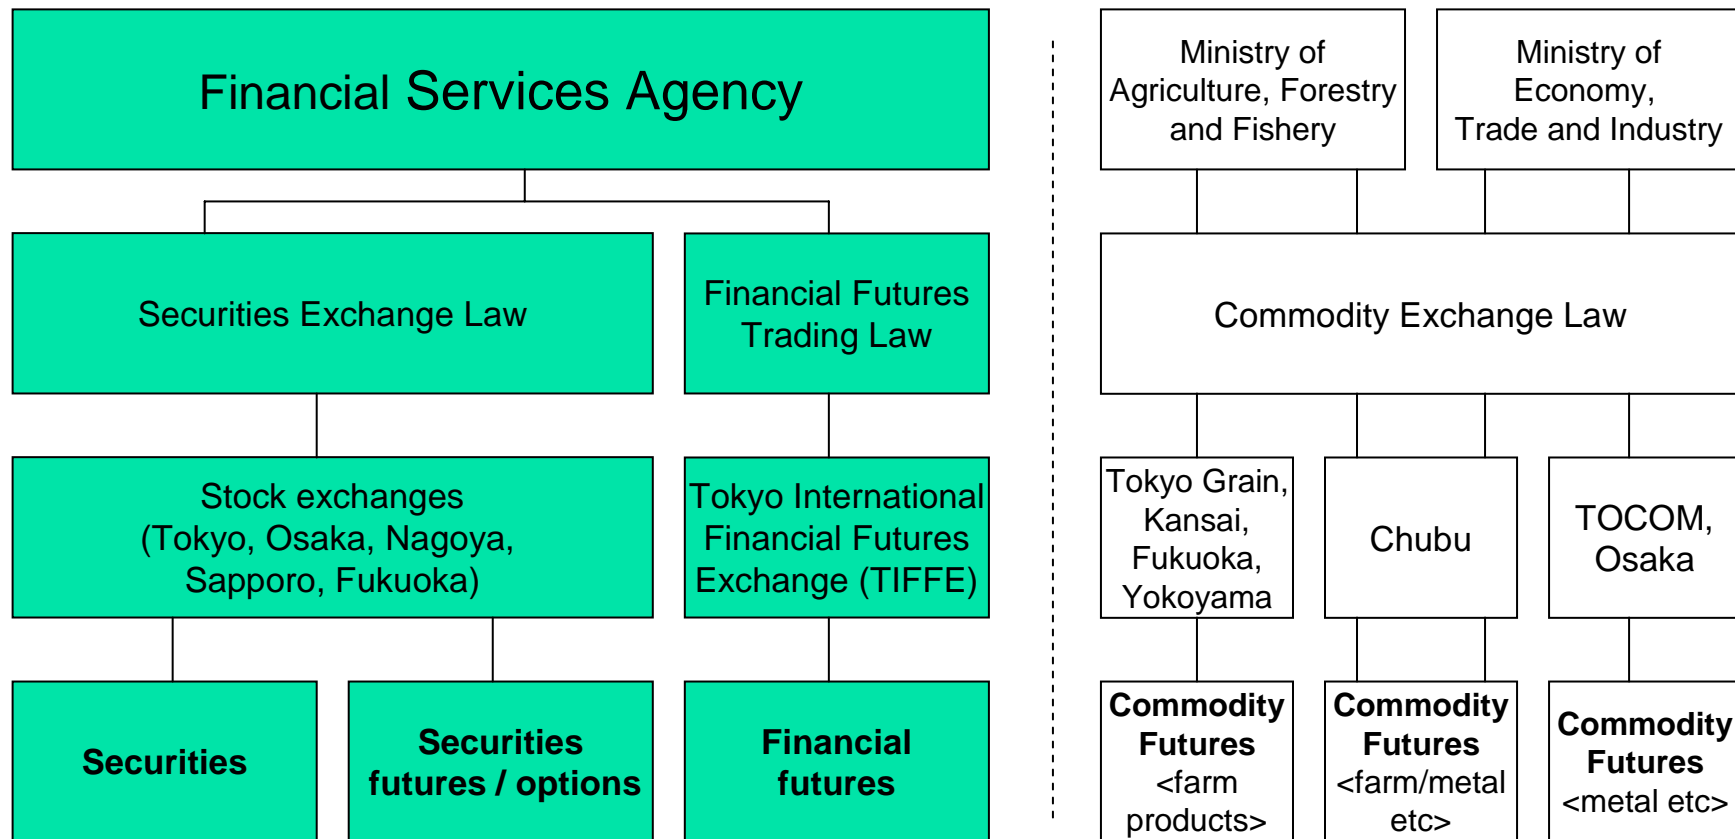 Financial Services Agency
Ministry of
Agriculture, Forestry
and Fishery
Ministry of
Economy,
Trade and Industry
Securities Exchange Law
Financial Futures
Trading Law
Commodity Exchange Law
Stock exchanges
(Tokyo, Osaka, Nagoya,
Sapporo, Fukuoka)
Tokyo International
Financial Futures
Exchange (TIFFE)
Tokyo Grain,
Kansai,
Fukuoka,
Yokoyama
Chubu
TOCOM,
Osaka
Securities
Securities
futures / options
Financial
futures
Commodity
Futures
<farm
products>
Commodity
Futures
<farm/metal
etc>
Commodity
Futures
<metal etc>